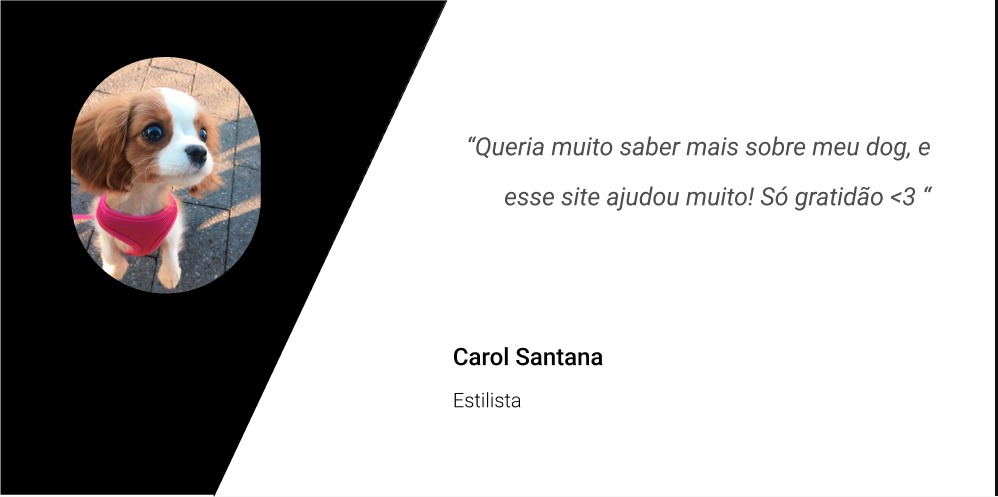 “Queria muito saber mais sobre meu dog, e
esse site ajudou muito! Só gratidão <3 “
Carol Santana
Estilista